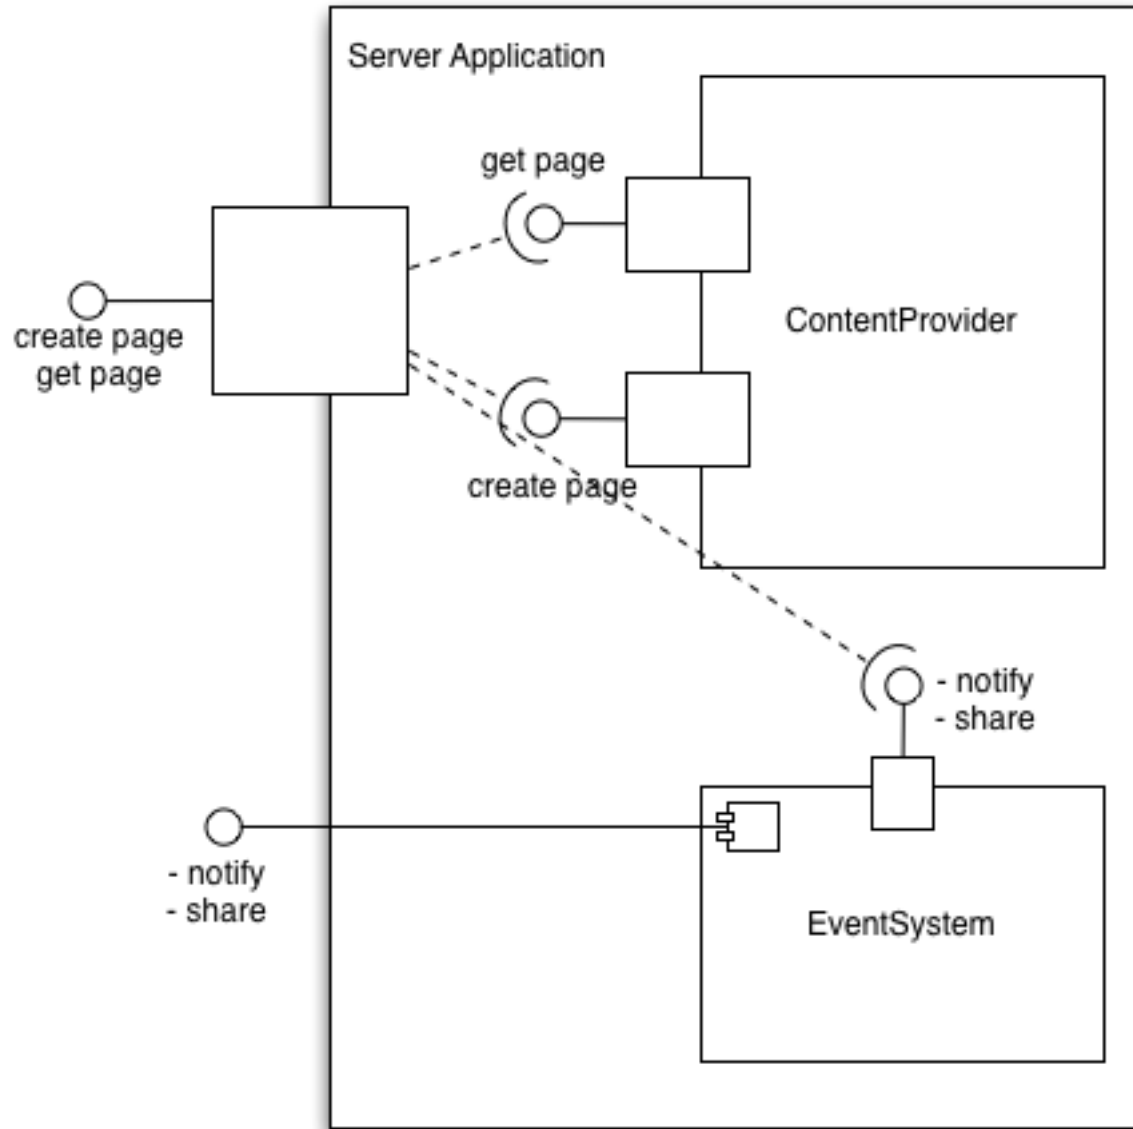 Server Application
get page
create page
get page
ContentProvider
create page
- notify
- share
- notify
- share
EventSystem